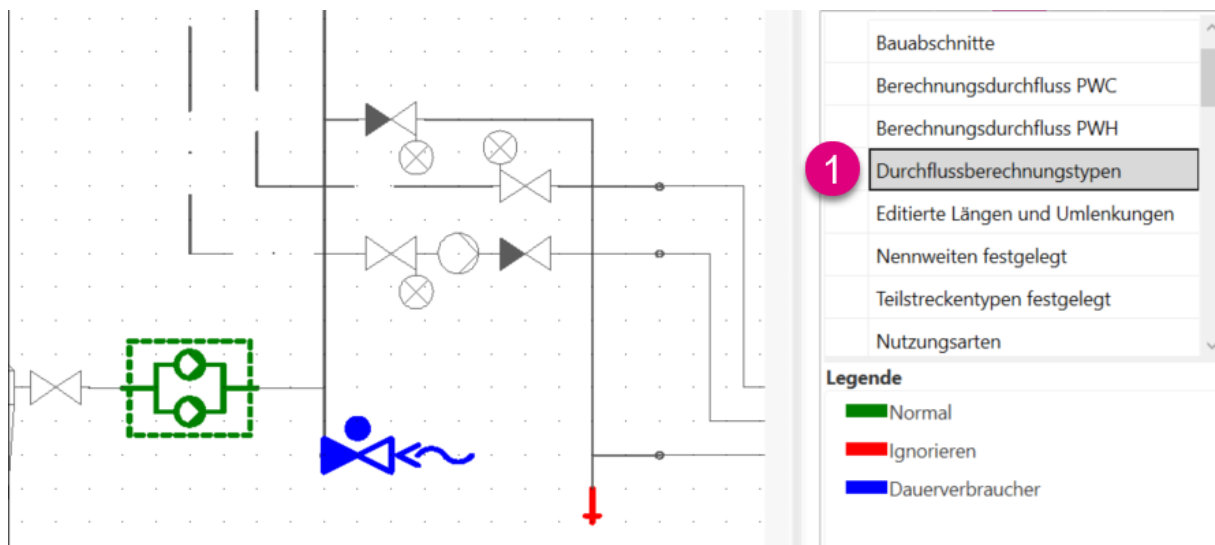 Bauabschnitte
Berechnungsdurchfluss PWC
Berechnungsdurchfluss PWH
1
Durchflussberechnungstypen
Editierte Längen und Umlenkungen
Nennweiten festgelegt
Teilstreckentypen festgelegt
Nutzungsarten
Legende
Normal
Ignorieren
Dauerverbraucher